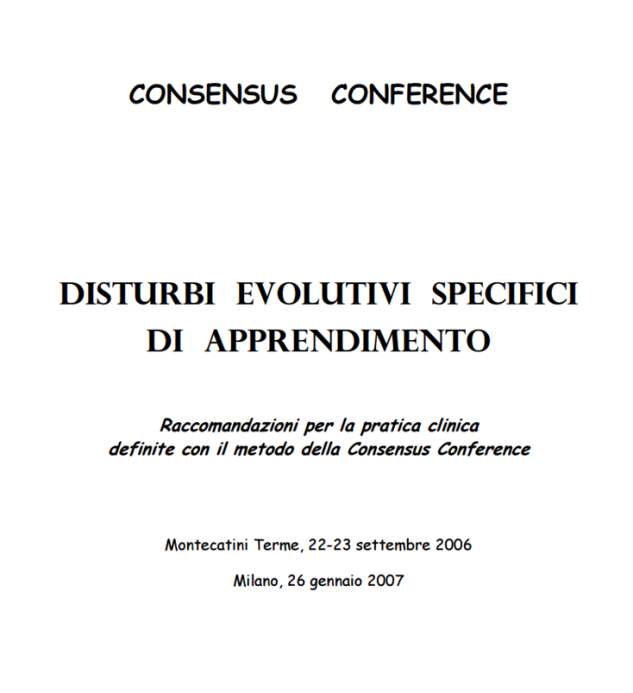 CONSENSUS CONFERENCE
DISTURBI EVOLUTIVI SPECIFICI
DI APPRENDIMENTO
Raccomandazioni per la pratica clinica
definite con il metodo della Consensus Conference
Montecatini Terme, 22-23 settembre 2006
Milano, 26 gennaio 2007